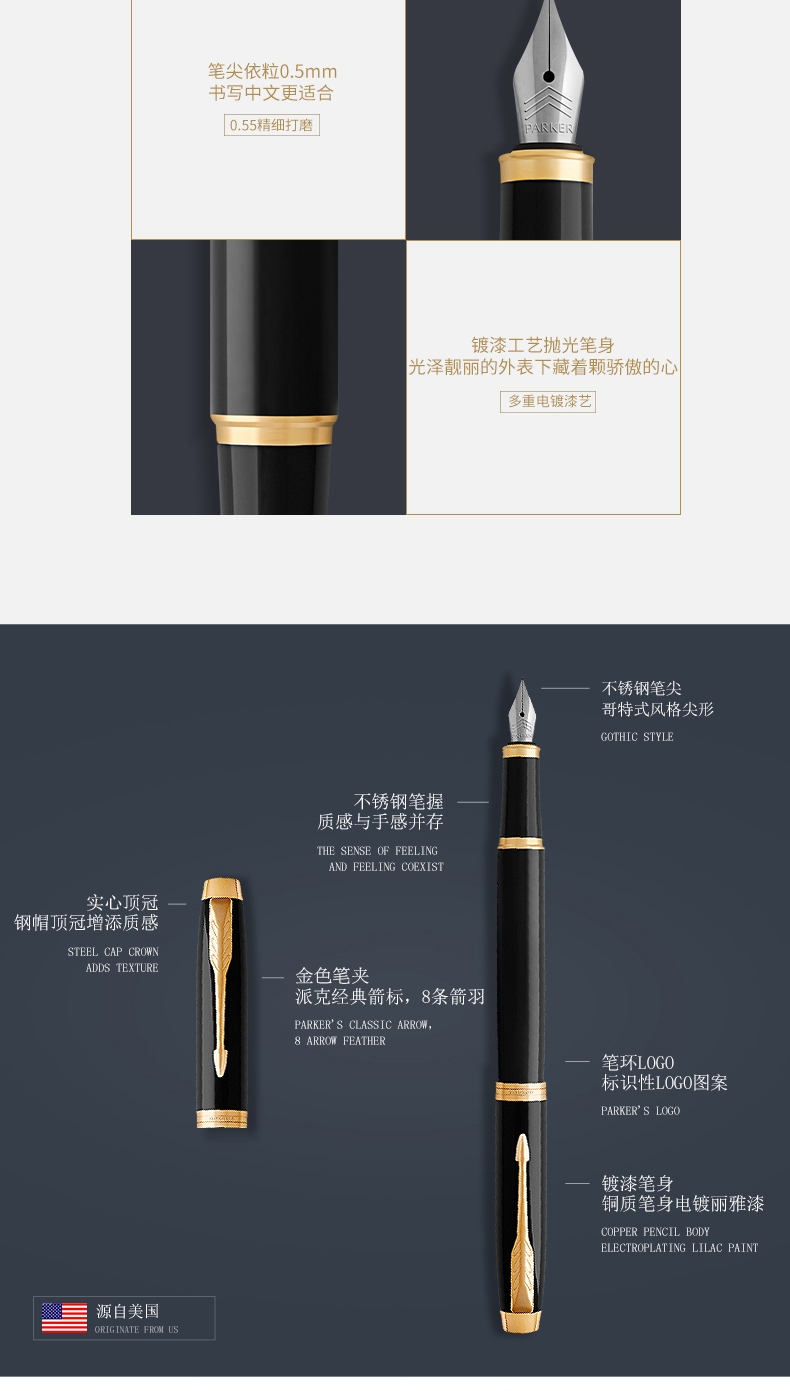 笔尖依粒0.5mm
书写中文更适合
0.55精细打磨
PARKER
镀漆工艺抛光笔身
光泽靓丽的外表下藏着颗骄傲的心
多重电镀漆艺
不锈钢笔尖
哥特式风格尖形
GOTHIC STYLE
不锈钢笔握
质感与手感并存
THE SENSE OF FEELING
AND FEELING COEXIST
实心顶冠
钢帽顶冠增添质感
STEEL CAP CROWN
ADDS TEXTURE
金色笔夹
派克经典箭标，8条箭羽
PARKER'S CLASSIC ARROW,
8 ARROW FEATHER
笔环LOGO
标识性LOGO图案
PARKER'S LOGO
镀漆笔身
铜质笔身电镀丽雅漆
COPPER PENCIL BODY
ELECTROPLATING LILAC PAINT
源自美国
ORIGINATE FROM US